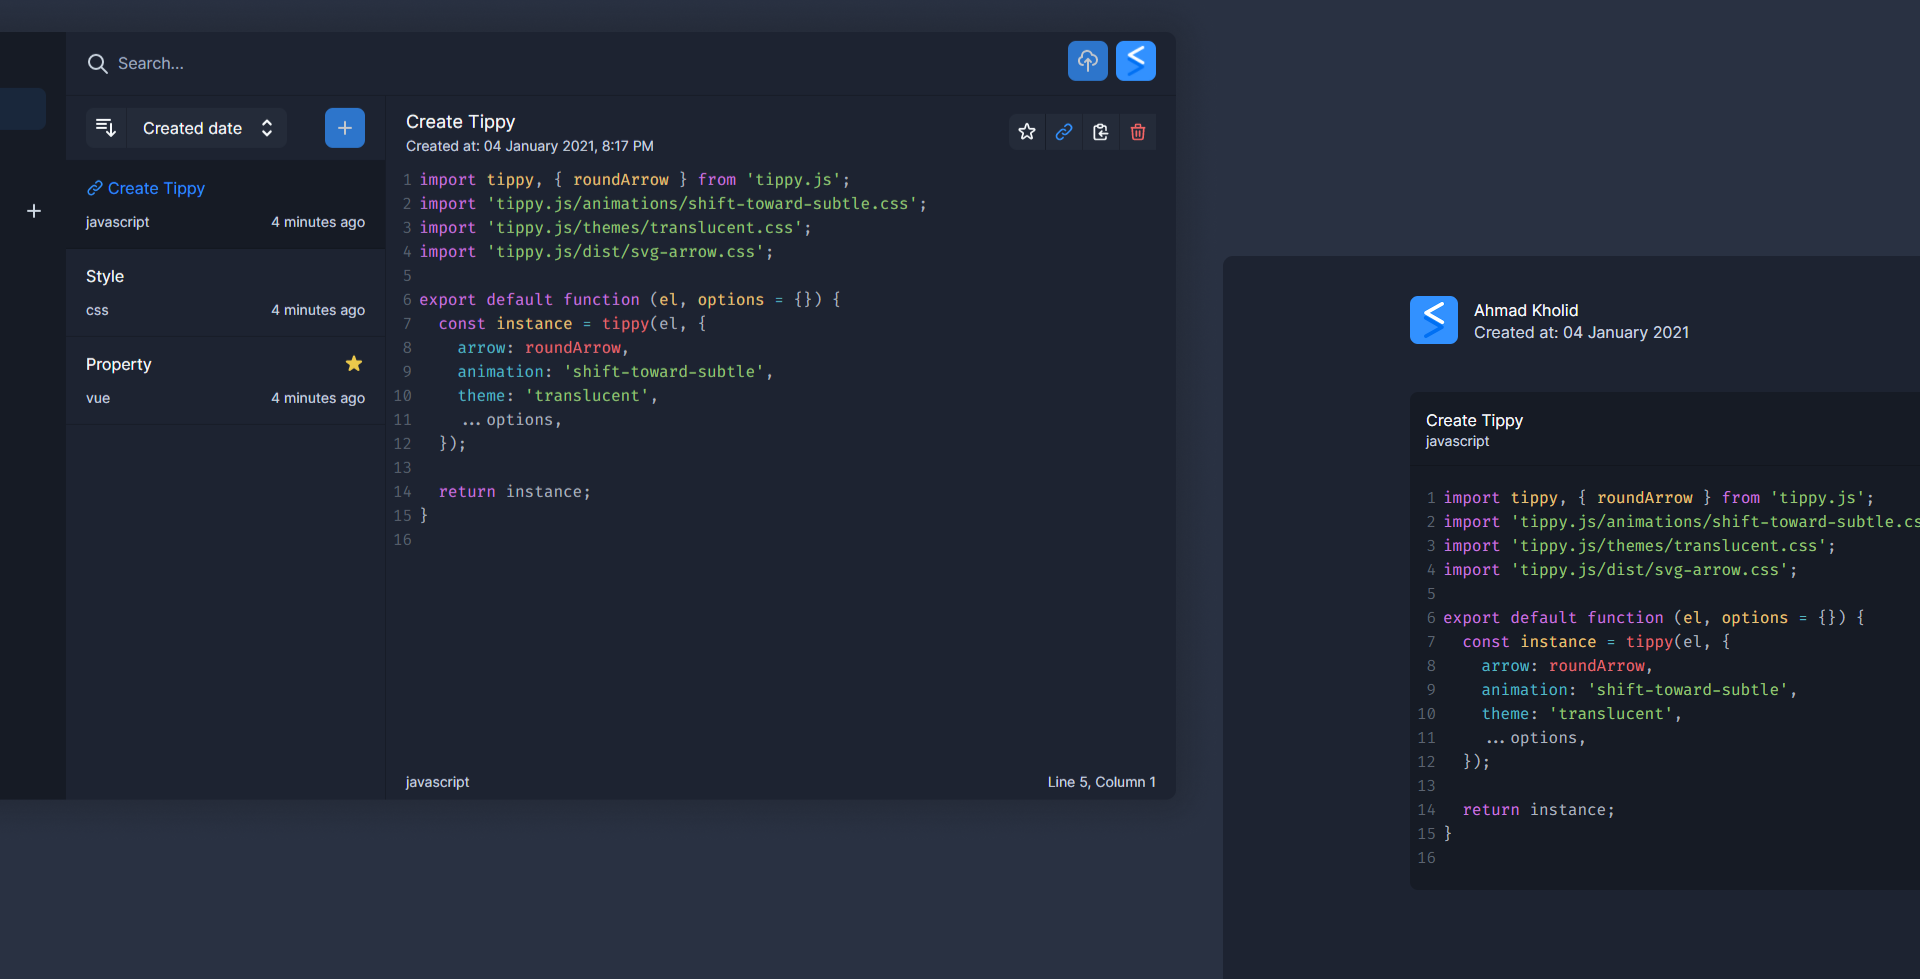 Search...
Created date
Create Tippy
javascript 4 minutes ago
Style
css 4 minutes ago
Property
vue 4 minutes ago
Create Tippy
Created at: 04 January 2021, 8:17 PM
1 import tippy, { roundArrow } from 'tippy.js';
2 import 'tippy.js/animations/shift-toward-subtle.css';
3 import 'tippy.js/themes/translucent.css';
4 import 'tippy.js/dist/svg-arrow.css';
5
6 export default function (el, options = {}) {
7   const instance = tippy(el, {
8     arrow: roundArrow,
9     animation: 'shift-toward-subtle',
10     theme: 'translucent',
11     ...options,
12   });
13
14   return instance;
15 }
16
javascript Line 5, Column 1
Ahmad Kholid
Created at: 04 January 2021
Create Tippy
javascript
1 import tippy, { roundArrow } from 'tippy.js';
2 import 'tippy.js/animations/shift-toward-subtle.cs
3 import 'tippy.js/themes/translucent.css';
4 import 'tippy.js/dist/svg-arrow.css';
5
6 export default function (el, options = {}) {
7   const instance = tippy(el, {
8     arrow: roundArrow,
9     animation: 'shift-toward-subtle',
10     theme: 'translucent',
11     ...options,
12   });
13
14   return instance;
15 }
16